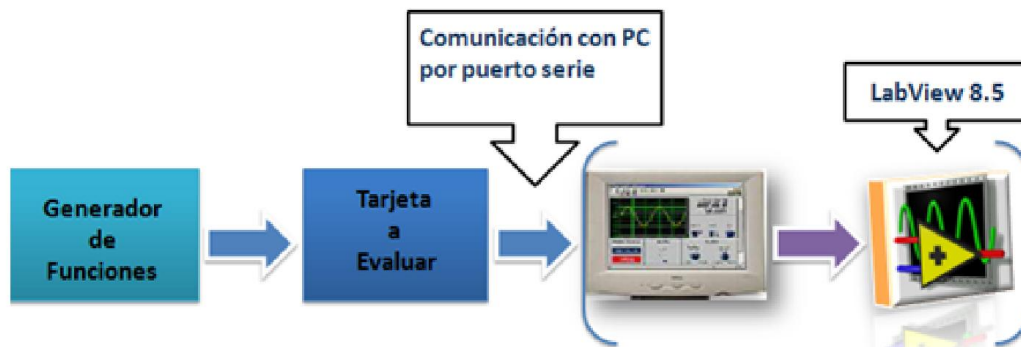 Comunicación con PC
por puerto serie
LabView 8.5
Generador
de
Funciones
Tarjeta
a
Evaluar